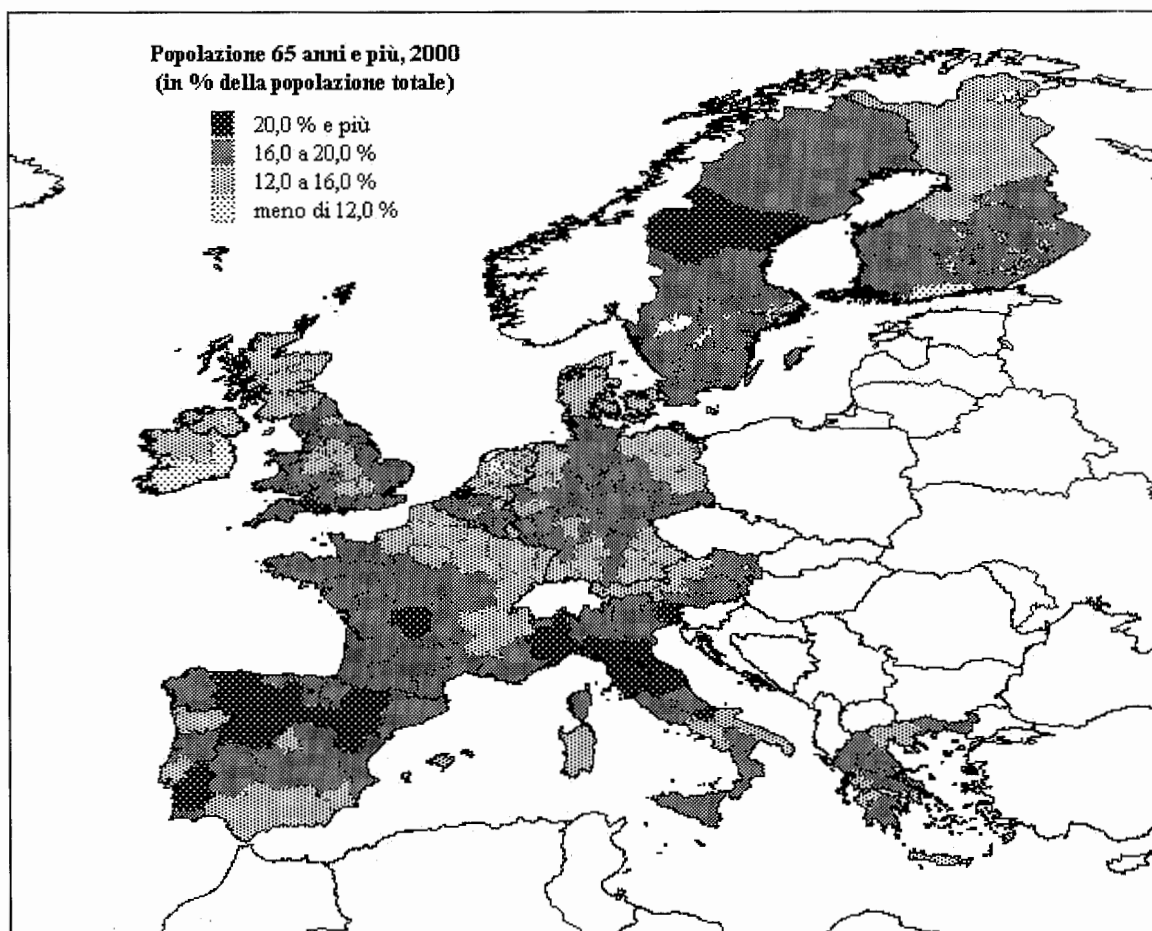 Popolazione 65 anni e più, 2000
(in % della popolazione totale)
20,0 % e più
16,0 a 20,0 %
12,0 a 16,0 %
meno di 12,0 %